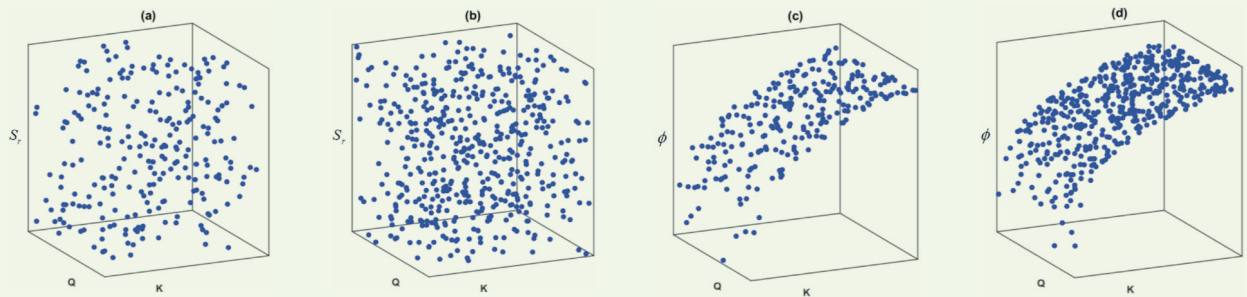 (a) (b) (c) (d)
S_r S_r ϕ ϕ
Q K Q K Q K Q K